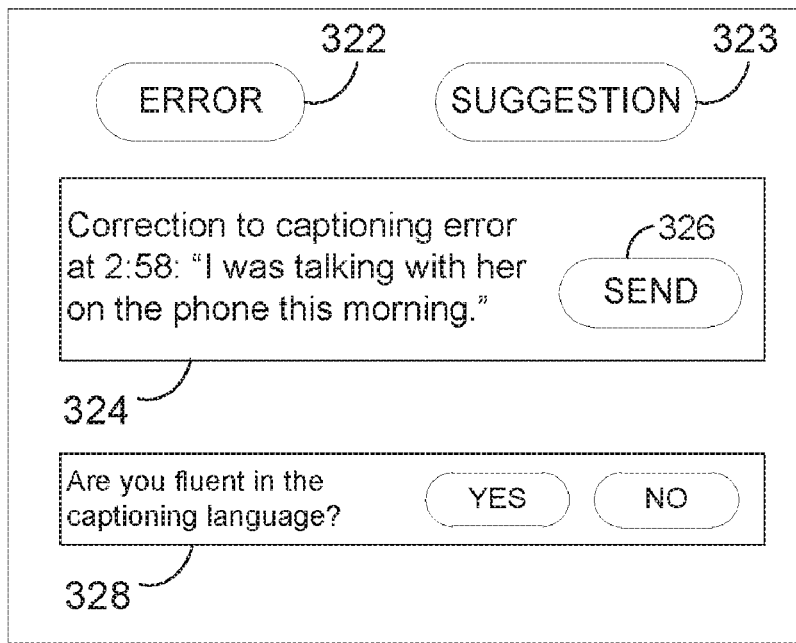 322
323
ERROR
SUGGESTION
Correction to captioning error
at 2:58: “I was talking with her
on the phone this morning.”
326
SEND
324
Are you fluent in the
captioning language?
YES
NO
328